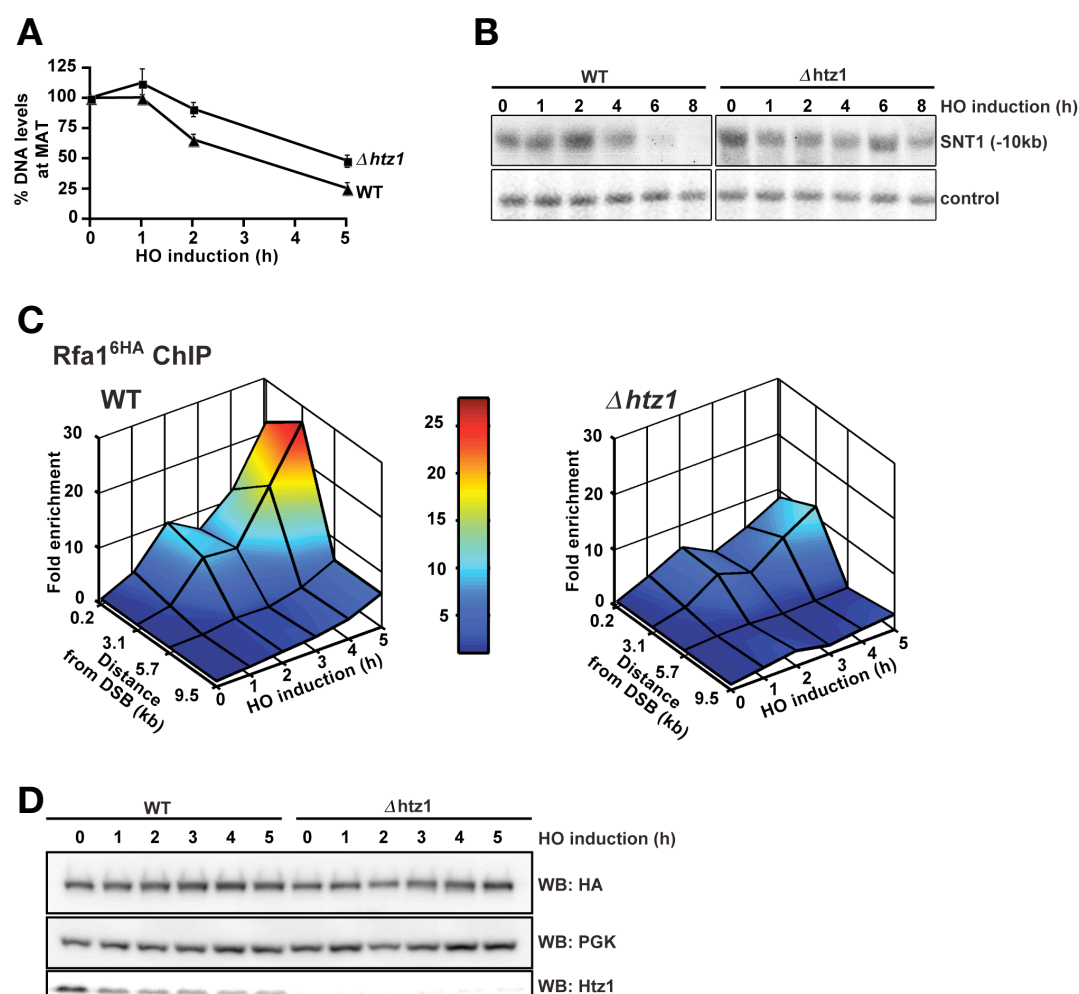 A
125
100
75
50
25
0
% DNA levels
at MAT
Δhtz1
WT
0 1 2 3 4 5
HO induction (h)
B
WT Δhtz1
0 1 2 4 6 8 0 1 2 4 6 8 HO induction (h)
SNT1 (-10kb)
control
C
Rfa1⁶ᴴᴬ ChIP
WT
30
20
10
0
Fold enrichment
0.2
3.1
5.7
9.5
Distance
from DSB (kb)
0 1 2 3 4 5
HO induction (h)
25
20
15
10
5
Δhtz1
30
20
10
0
Fold enrichment
0.2
3.1
5.7
9.5
Distance
from DSB (kb)
0 1 2 3 4 5
HO induction (h)
D
WT Δhtz1
0 1 2 3 4 5 0 1 2 3 4 5 HO induction (h)
WB: HA
WB: PGK
WB: Htz1